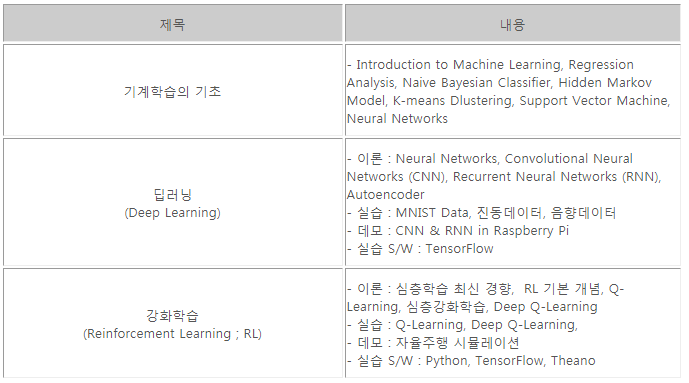 제목
내용
기계학습의 기초
- Introduction to Machine Learning, Regression
Analysis, Naive Bayesian Classifier, Hidden Markov
Model, K-means Dlustering, Support Vector Machine,
Neural Networks
딥러닝
(Deep Learning)
- 이론 : Neural Networks, Convolutional Neural
Networks (CNN), Recurrent Neural Networks (RNN),
Autoencoder
- 실습 : MNIST Data, 진동데이터, 음향데이터
- 데모 : CNN & RNN in Raspberry Pi
- 실습 S/W : TensorFlow
강화학습
(Reinforcement Learning ; RL)
- 이론 : 심층학습 최신 경향, RL 기본 개념, Q-
Learning, 심층강화학습, Deep Q-Learning
- 실습 : Q-Learning, Deep Q-Learning,
- 데모 : 자율주행 시뮬레이션
- 실습 S/W : Python, TensorFlow, Theano